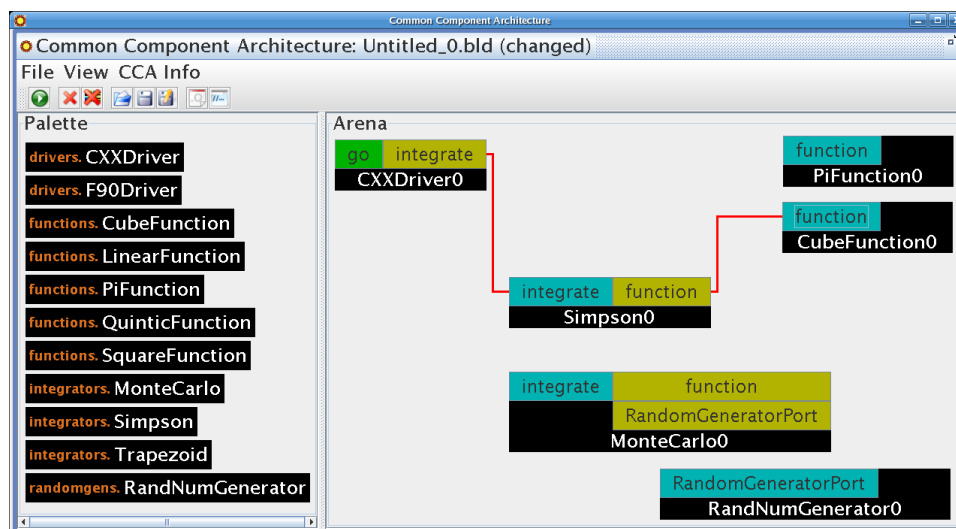 Common Component Architecture
Common Component Architecture: Untitled_0.bld (changed)
File View CCA Info
Palette
drivers. CXXDriver
drivers. F90Driver
functions. CubeFunction
functions. LinearFunction
functions. PiFunction
functions. QuinticFunction
functions. SquareFunction
integrators. MonteCarlo
integrators. Simpson
integrators. Trapezoid
randomgens. RandNumGenerator
Arena
go integrate
CXXDriver0
function
PiFunction0
function
CubeFunction0
integrate function
Simpson0
integrate function
RandomGeneratorPort
MonteCarlo0
RandomGeneratorPort
RandNumGenerator0